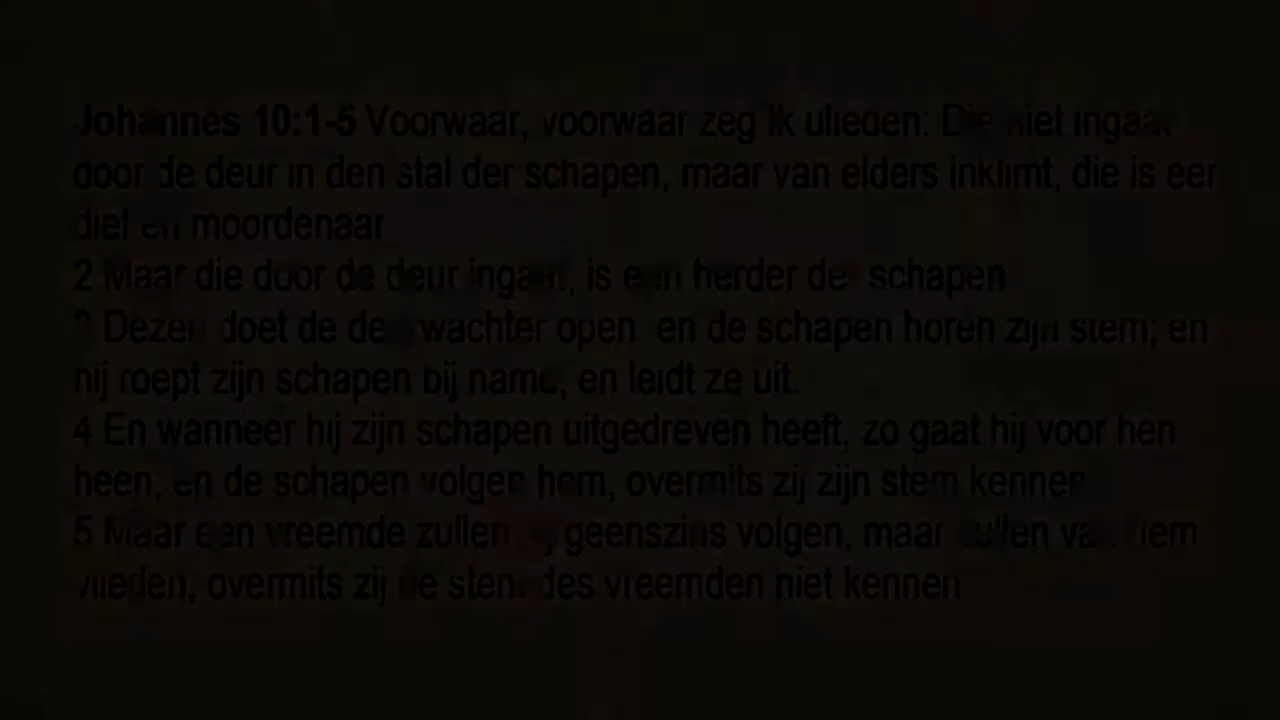 Johannes 10:1-5 Voorwaar, voorwaar zeg Ik ulieden: Die niet ingaat
door de deur in den stal der schapen, maar van elders inklimt, die is een
dief en moordenaar
2 Maar die door de deur ingaat, is een herder der schapen
3 Dezen doet de deurwachter open en de schapen horen zijn stem; en
hij roept zijn schapen bij name, en leidt ze uit.
4 En wanneer hij zijn schapen uitgedreven heeft, zo gaat hij voor hen
heen, en de schapen volgen hem, overmits zij zijn stem kennen
5 Maar een vreemde zullen zij geenszins volgen, maar zullen van hem
vlieden; overmits zij de stem des vreemden niet kennen